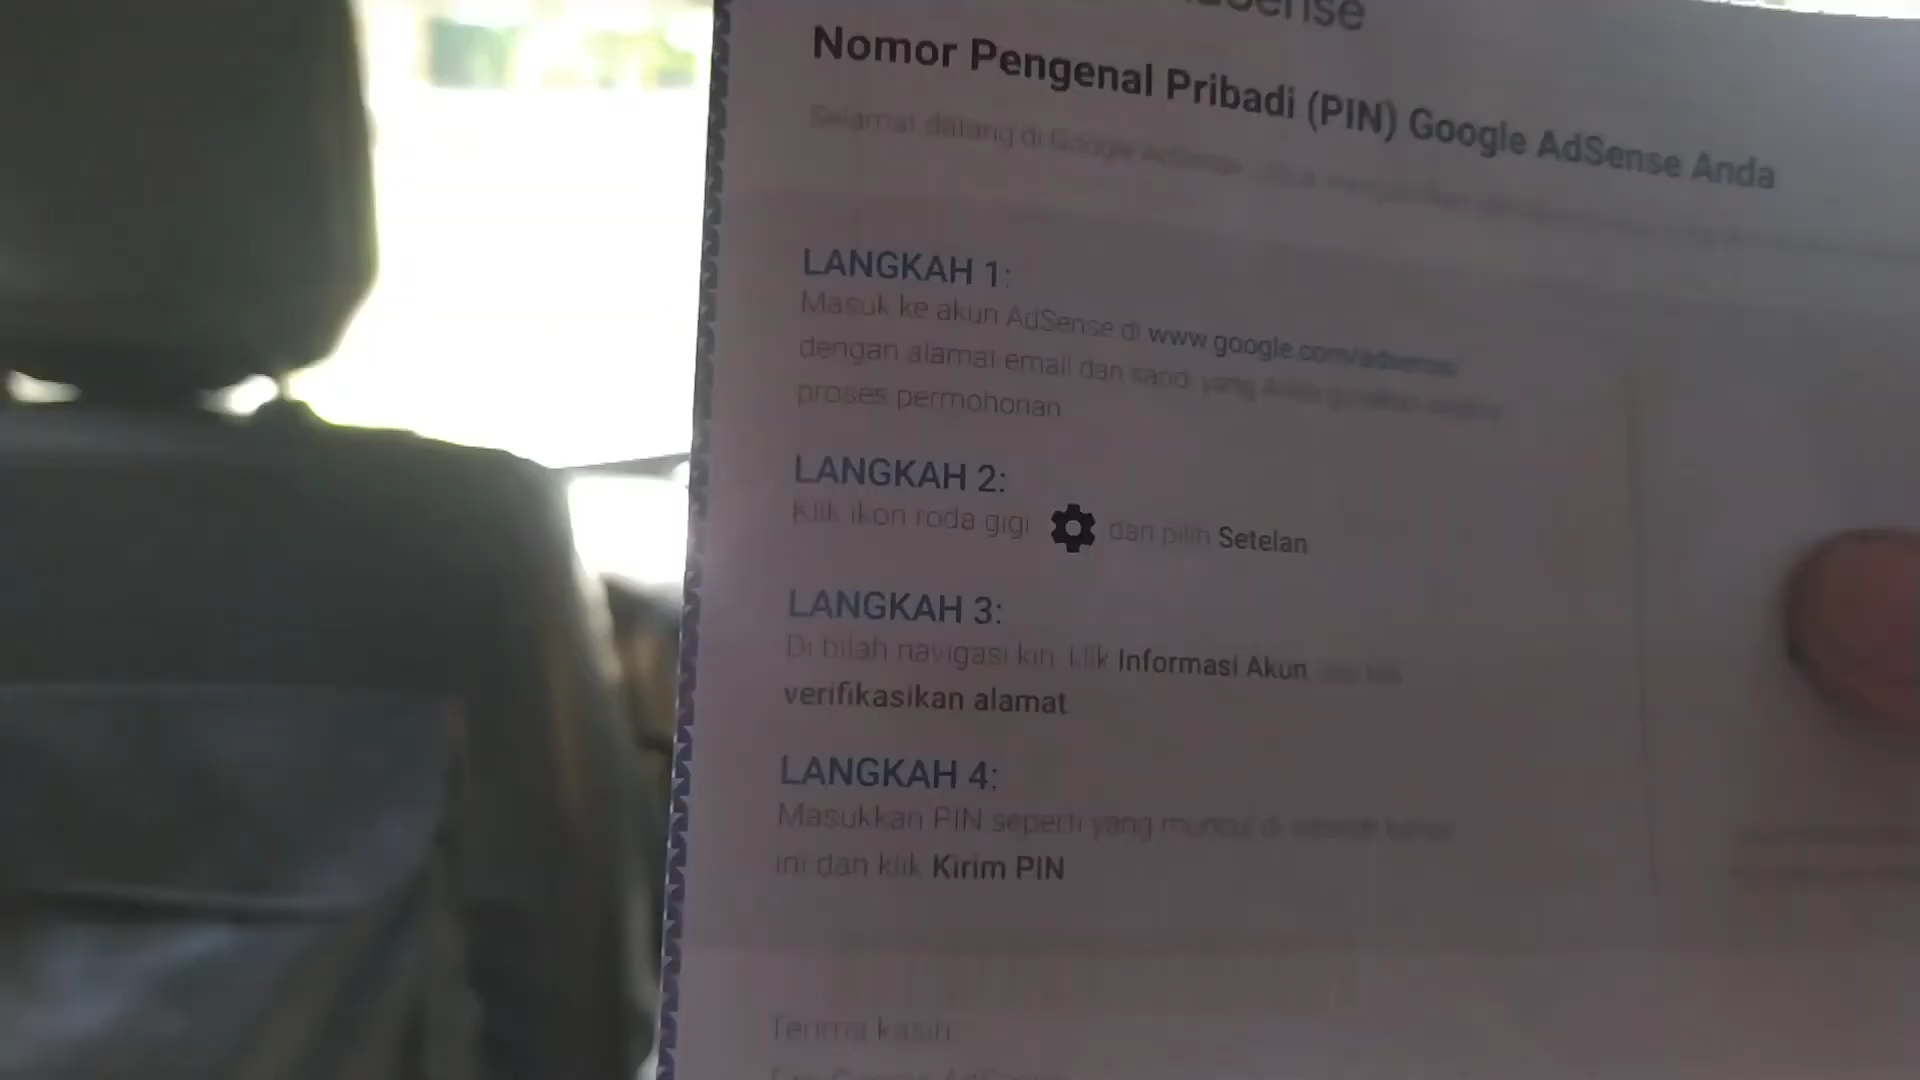 Nomor Pengenal Pribadi (PIN) Google AdSense Anda
Selamat datang di Google AdSense
LANGKAH 1:
Masuk ke akun AdSense di www.google.com/adsense/
dengan alamat email dan sandi yang Anda
proses permohonan
LANGKAH 2:
Klik ikon roda gigi dan pilih Setelan
LANGKAH 3:
Di bilah navigasi kiri, klik Informasi Akun
verifikasikan alamat
LANGKAH 4:
Masukkan PIN seperti yang muncul di
ini dan klik Kirim PIN
Terima kasih